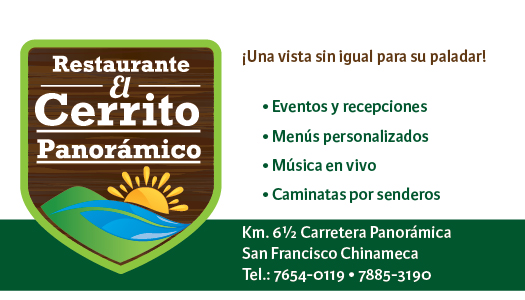 Restaurante
El
Cerrito
Panorámico
¡Una vista sin igual para su paladar!
• Eventos y recepciones
• Menús personalizados
• Música en vivo
• Caminatas por senderos
Km. 6½ Carretera Panorámica
San Francisco Chinameca
Tel.: 7654-0119 • 7885-3190